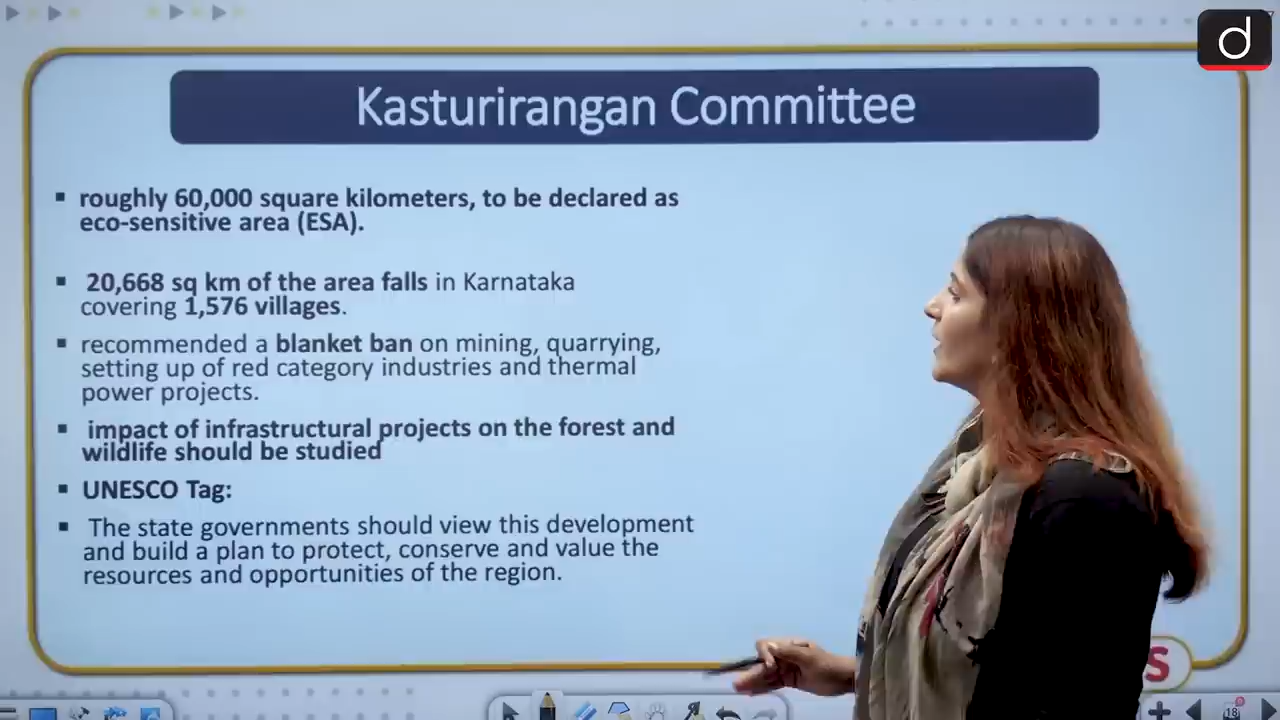 d
Kasturirangan Committee
▪ roughly 60,000 square kilometers, to be declared as
eco-sensitive area (ESA).
▪ 20,668 sq km of the area falls in Karnataka
covering 1,576 villages.
▪ recommended a blanket ban on mining, quarrying,
setting up of red category industries and thermal
power projects.
▪ impact of infrastructural projects on the forest and
wildlife should be studied
▪ UNESCO Tag:
▪ The state governments should view this development
and build a plan to protect, conserve and value the
resources and opportunities of the region.
S
18